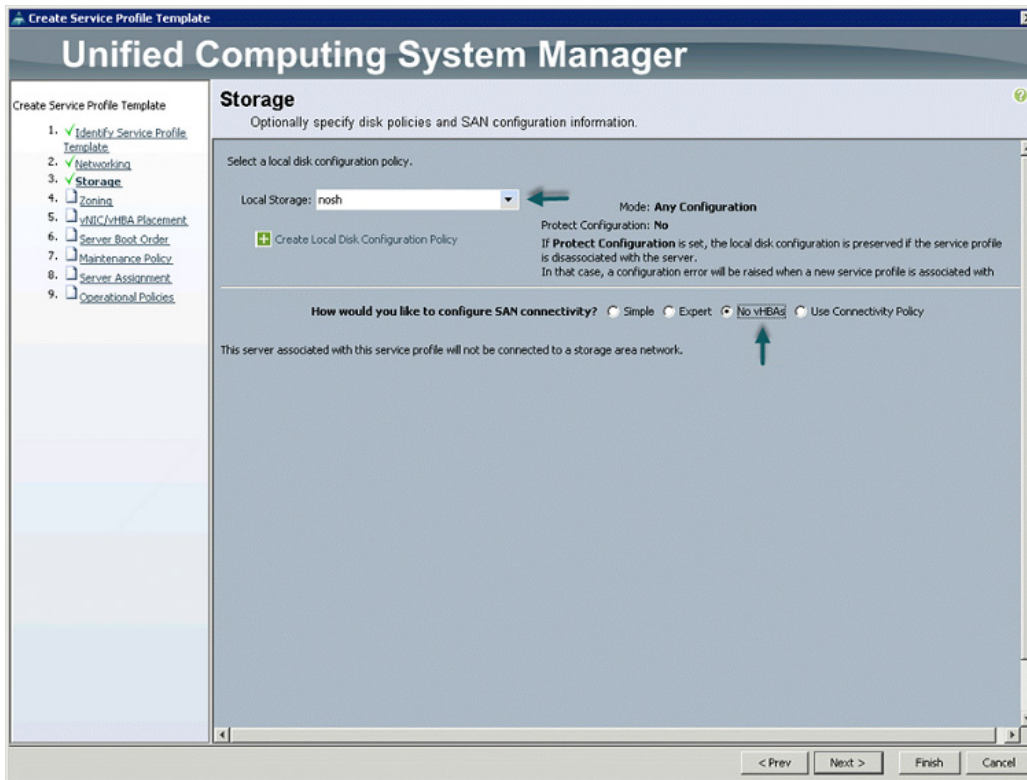 Create Service Profile Template
Unified Computing System Manager
Create Service Profile Template
1. Identify Service Profile
Template
2. Networking
3. Storage
4. Zoning
5. vNIC/vHBA Placement
6. Server Boot Order
7. Maintenance Policy
8. Server Assignment
9. Operational Policies
Storage
Optionally specify disk policies and SAN configuration information.
Select a local disk configuration policy.
Local Storage: nosh
Create Local Disk Configuration Policy
Mode: Any Configuration
Protect Configuration: No
If Protect Configuration is set, the local disk configuration is preserved if the service profile
is disassociated with the server.
In that case, a configuration error will be raised when a new service profile is associated with
How would you like to configure SAN connectivity? Simple Expert No vHBAs Use Connectivity Policy
This server associated with this service profile will not be connected to a storage area network.
< Prev Next > Finish Cancel